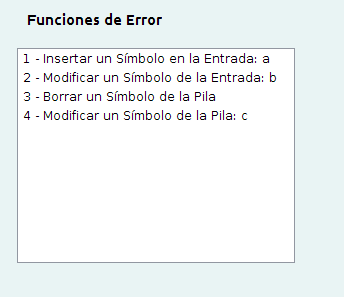 Funciones de Error
1 - Insertar un Símbolo en la Entrada: a
2 - Modificar un Símbolo de la Entrada: b
3 - Borrar un Símbolo de la Pila
4 - Modificar un Símbolo de la Pila: c